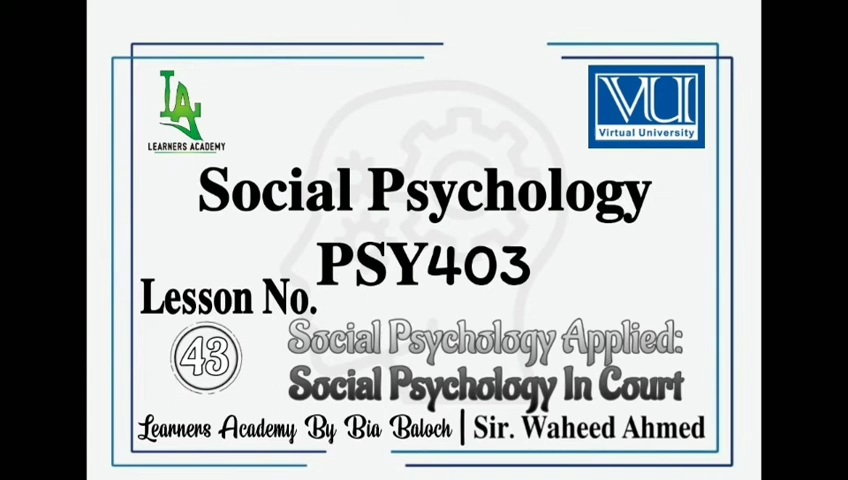 LEARNERS ACADEMY
VU
Virtual University
Social Psychology
PSY403
Lesson No.
43
Social Psychology Applied:
Social Psychology In Court
Learners Academy By Bia Baloch | Sir. Waheed Ahmed